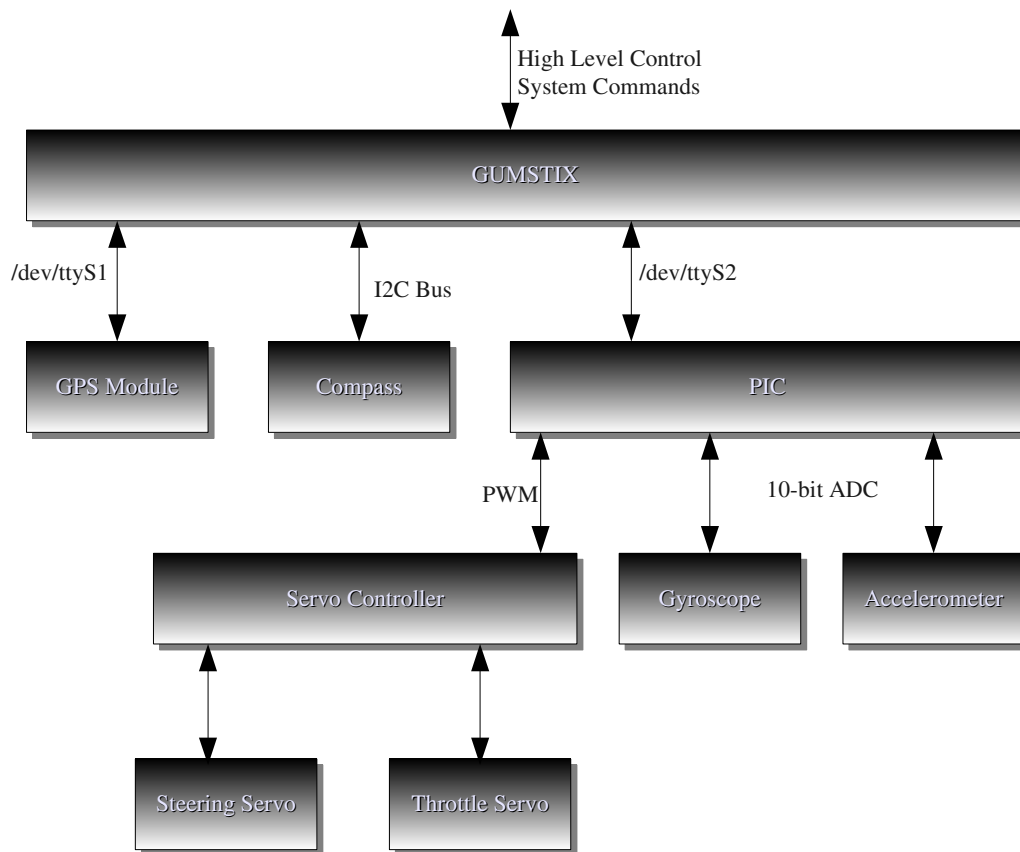 High Level Control
System Commands
GUMSTIX
/dev/ttyS1
I2C Bus
/dev/ttyS2
GPS Module
Compass
PIC
PWM
10-bit ADC
Servo Controller
Gyroscope
Accelerometer
Steering Servo
Throttle Servo